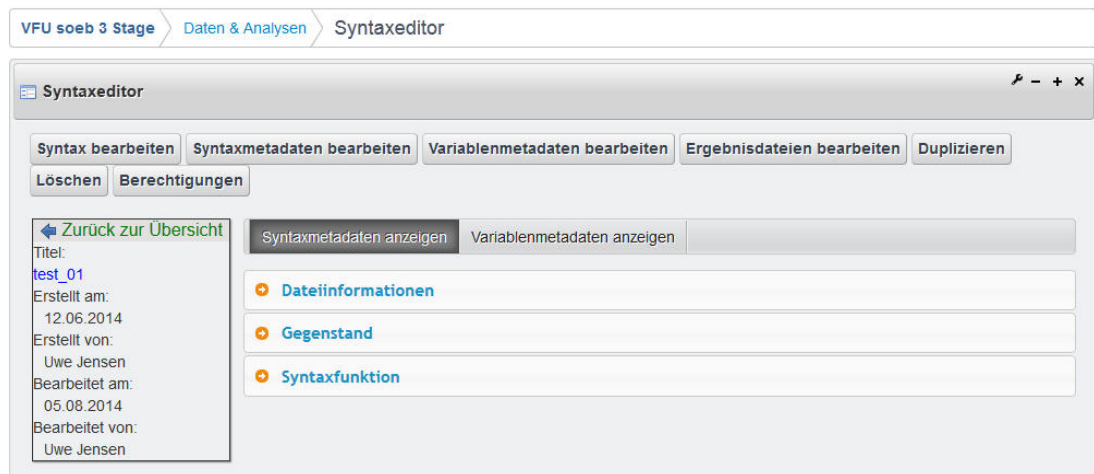 VFU soeb 3 Stage Daten & Analysen Syntaxeditor
Syntaxeditor
Syntax bearbeiten Syntaxmetadaten bearbeiten Variablenmetadaten bearbeiten Ergebnisdateien bearbeiten Duplizieren
Löschen Berechtigungen
Zurück zur Übersicht
Titel:
test_01
Erstellt am:
12.06.2014
Erstellt von:
Uwe Jensen
Bearbeitet am:
05.08.2014
Bearbeitet von:
Uwe Jensen
Syntaxmetadaten anzeigen Variablenmetadaten anzeigen
Dateiinformationen
Gegenstand
Syntaxfunktion